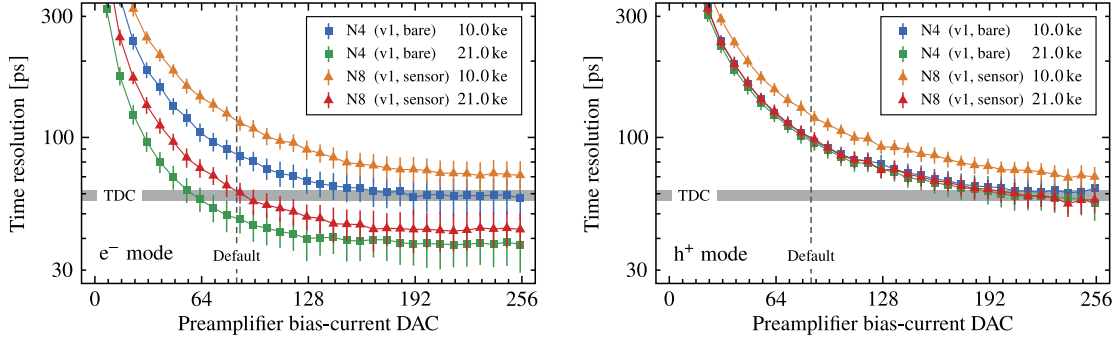 300
100
30
Time resolution [ps]
N4 (v1, bare) 10.0 ke
N4 (v1, bare) 21.0 ke
N8 (v1, sensor) 10.0 ke
N8 (v1, sensor) 21.0 ke
TDC
e− mode
Default
0 64 128 192 256
Preamplifier bias-current DAC
300
100
30
Time resolution [ps]
N4 (v1, bare) 10.0 ke
N4 (v1, bare) 21.0 ke
N8 (v1, sensor) 10.0 ke
N8 (v1, sensor) 21.0 ke
TDC
h+ mode
Default
0 64 128 192 256
Preamplifier bias-current DAC